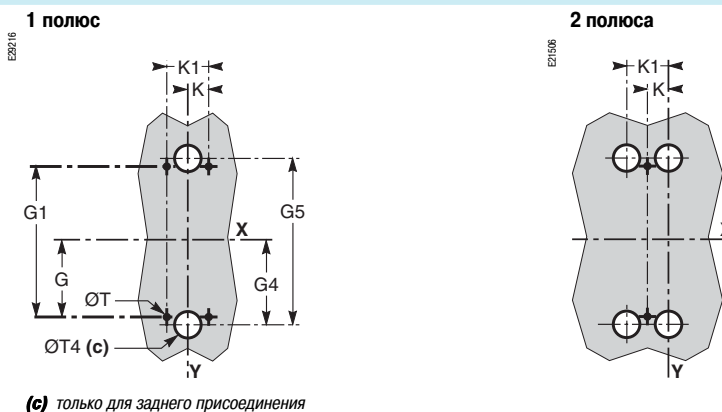 1 полюс
2 полюса
E29216
E21506
K1
K
K1
K
G1
G5
X
G
G4
ØT
ØT4 (c)
Y
Y
(c) только для заднего присоединения